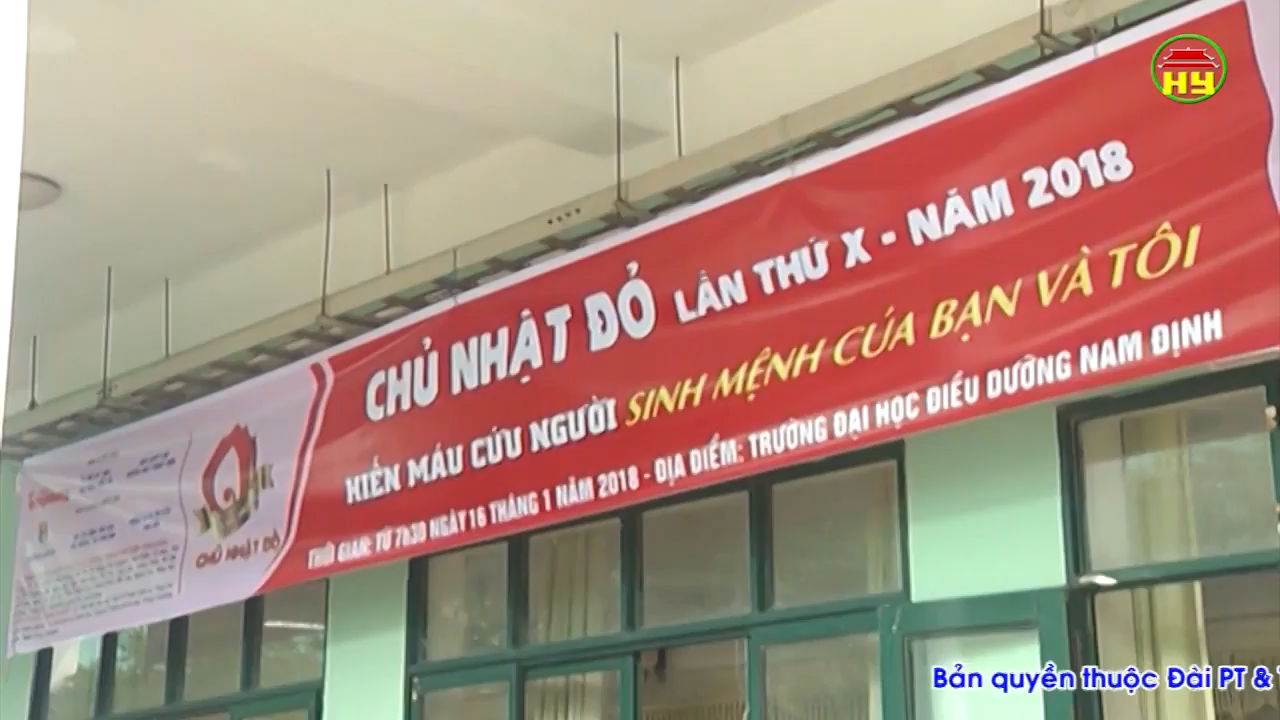 HY
CHỦ NHẬT ĐỎ LẦN THỨ X - NĂM 2018
HIẾN MÁU CỨU NGƯỜI SINH MỆNH CỦA BẠN VÀ TÔI
THỜI GIAN: TỪ 7h30 NGÀY 16 THÁNG 1 NĂM 2018 - ĐỊA ĐIỂM: TRƯỜNG ĐẠI HỌC ĐIỀU DƯỠNG NAM ĐỊNH
CHỦ NHẬT ĐỎ
Bản quyền thuộc Đài PT &